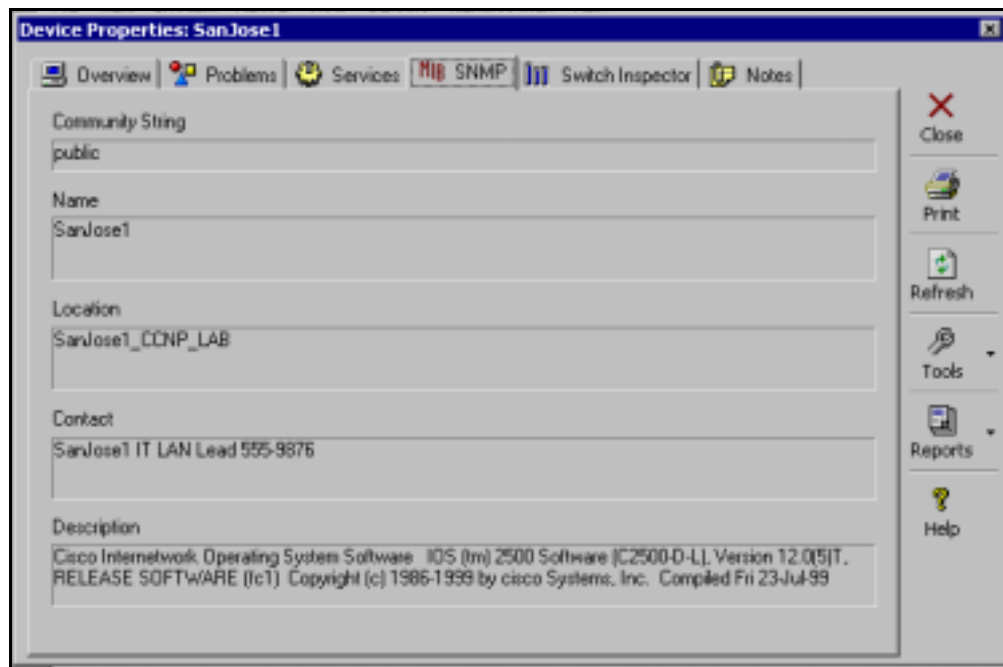 Device Properties: SanJose1
Overview Problems Services MIB SNMP Switch Inspector Notes
Community String
public
Name
SanJose1
Location
SanJose1_CCNP_LAB
Contact
SanJose1 IT LAN Lead 555-9876
Description
Cisco Internetwork Operating System Software IOS (tm) 2500 Software (C2500-D-L), Version 12.0(5)T,
RELEASE SOFTWARE (fc1) Copyright (c) 1986-1999 by cisco Systems, Inc. Compiled Fri 23-Jul-99
Close
Print
Refresh
Tools
Reports
Help